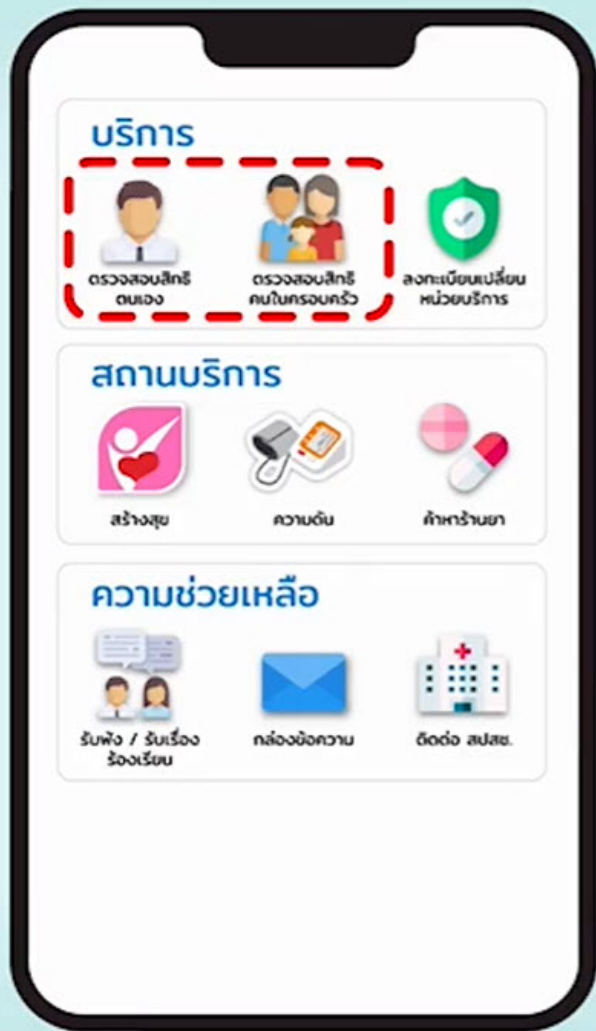 บริการ
ตรวจสอบสิทธิ
ตนเอง
ตรวจสอบสิทธิ
คนในครอบครัว
ลงทะเบียนเปลี่ยน
หน่วยบริการ
สถานบริการ
สร้างสุข
ความดัน
ค้าหาร้านยา
ความช่วยเหลือ
รับฟัง / รับเรื่อง
ร้องเรียน
กล่องข้อความ
ติดต่อ สปสช.